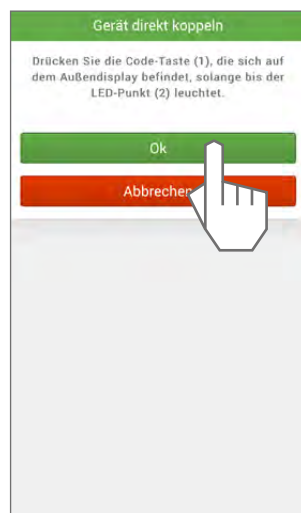 Gerät direkt koppeln
Drücken Sie die Code-Taste (1), die sich auf
dem Außendisplay befindet, solange bis der
LED-Punkt (2) leuchtet.
Ok
Abbrechen